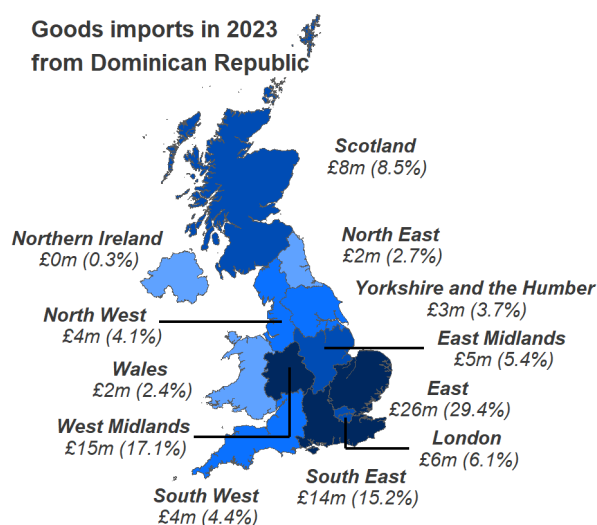 Goods imports in 2023
from Dominican Republic
Scotland
£8m (8.5%)
Northern Ireland
£0m (0.3%)
North East
£2m (2.7%)
Yorkshire and the Humber
£3m (3.7%)
North West
£4m (4.1%)
East Midlands
£5m (5.4%)
Wales
£2m (2.4%)
East
£26m (29.4%)
West Midlands
£15m (17.1%)
London
£6m (6.1%)
South East
£14m (15.2%)
South West
£4m (4.4%)